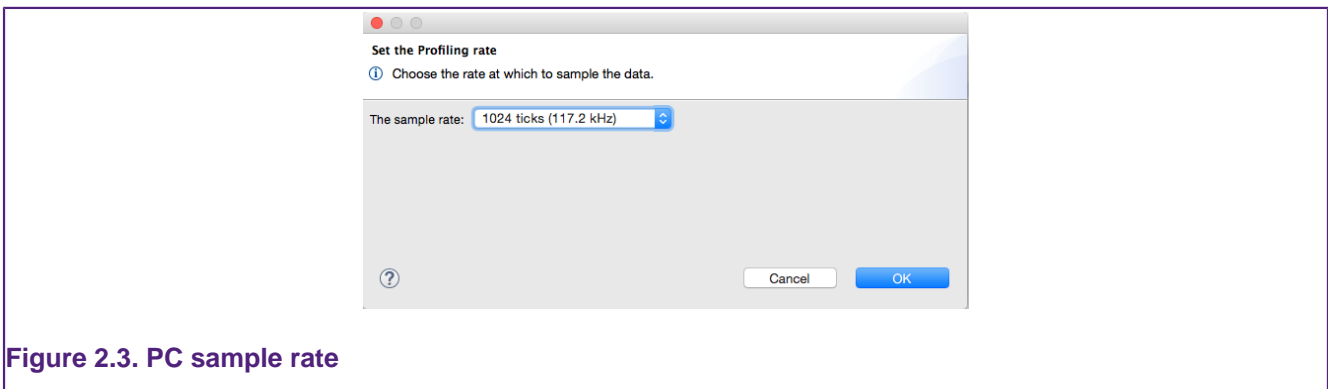 Set the Profiling rate
Choose the rate at which to sample the data.
The sample rate: 1024 ticks (117.2 kHz)
Cancel OK
Figure 2.3. PC sample rate